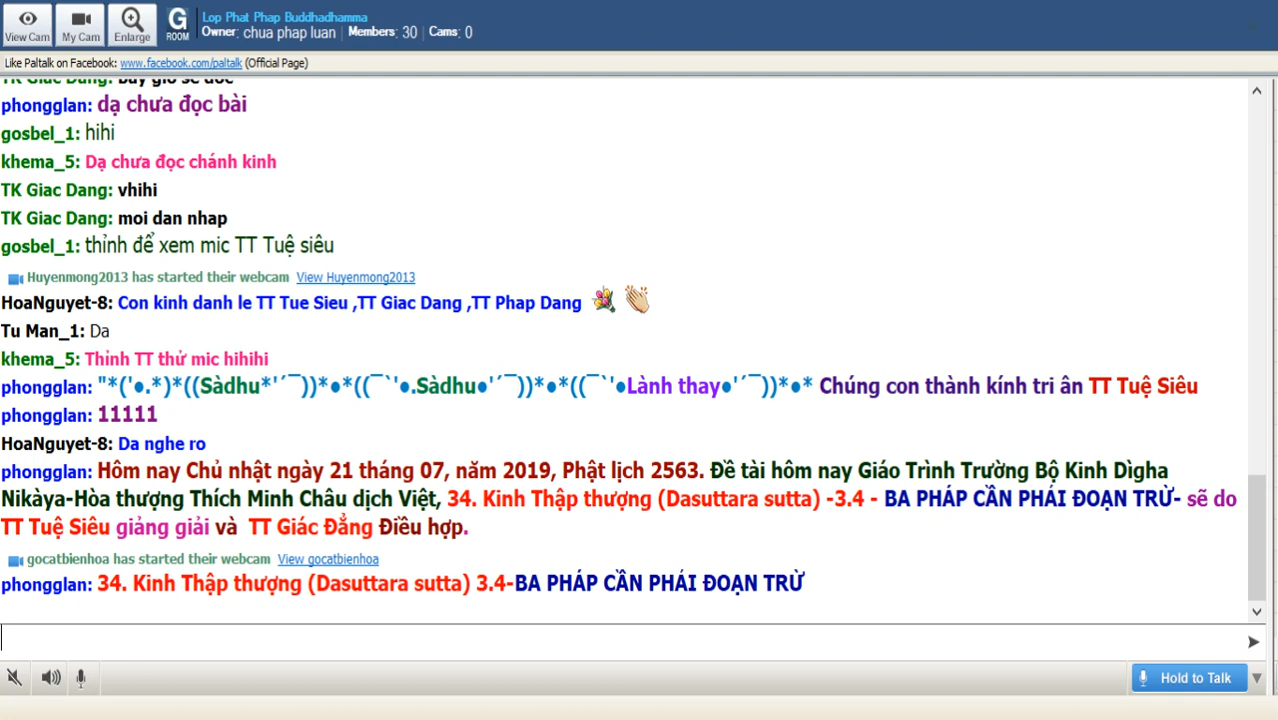 Lop Phat Phap Buddhadhamma
View Cam
My Cam
Enlarge
G
ROOM
Owner: chua phap luan | Members: 30 | Cams: 0
Like Paltalk on Facebook: www.facebook.com/paltalk (Official Page)
TK Giac Dang: bay gio se doc
phongglan: dạ chưa đọc bài
gosbel_1: hihi
khema_5: Dạ chưa đọc chánh kinh
TK Giac Dang: vhihi
TK Giac Dang: moi dan nhap
gosbel_1: thỉnh để xem mic TT Tuệ siêu
Huyenmong2013 has started their webcam View Huyenmong2013
HoaNguyet-8: Con kinh danh le TT Tue Sieu ,TT Giac Dang ,TT Phap Dang
Tu Man_1: Da
khema_5: Thỉnh TT thử mic hihihi
phongglan: "*('●.*)*((Sàdhu*'´¯))*●*((¯`'●.Sàdhu●'´¯))*●*((¯`'●Lành thay●'´¯))*●* Chúng con thành kính tri ân TT Tuệ Siêu
phongglan: 11111
HoaNguyet-8: Da nghe ro
phongglan: Hôm nay Chủ nhật ngày 21 tháng 07, năm 2019, Phật lịch 2563. Đề tài hôm nay Giáo Trình Trường Bộ Kinh Dìgha
Nikàya-Hòa thượng Thích Minh Châu dịch Việt, 34. Kinh Thập thượng (Dasuttara sutta) -3.4 - BA PHÁP CẦN PHÁI ĐOẠN TRỪ- sẽ do
TT Tuệ Siêu giảng giải và TT Giác Đẳng Điều hợp.
gocatbienhoa has started their webcam View gocatbienhoa
phongglan: 34. Kinh Thập thượng (Dasuttara sutta) 3.4-BA PHÁP CẦN PHÁI ĐOẠN TRỪ
Hold to Talk